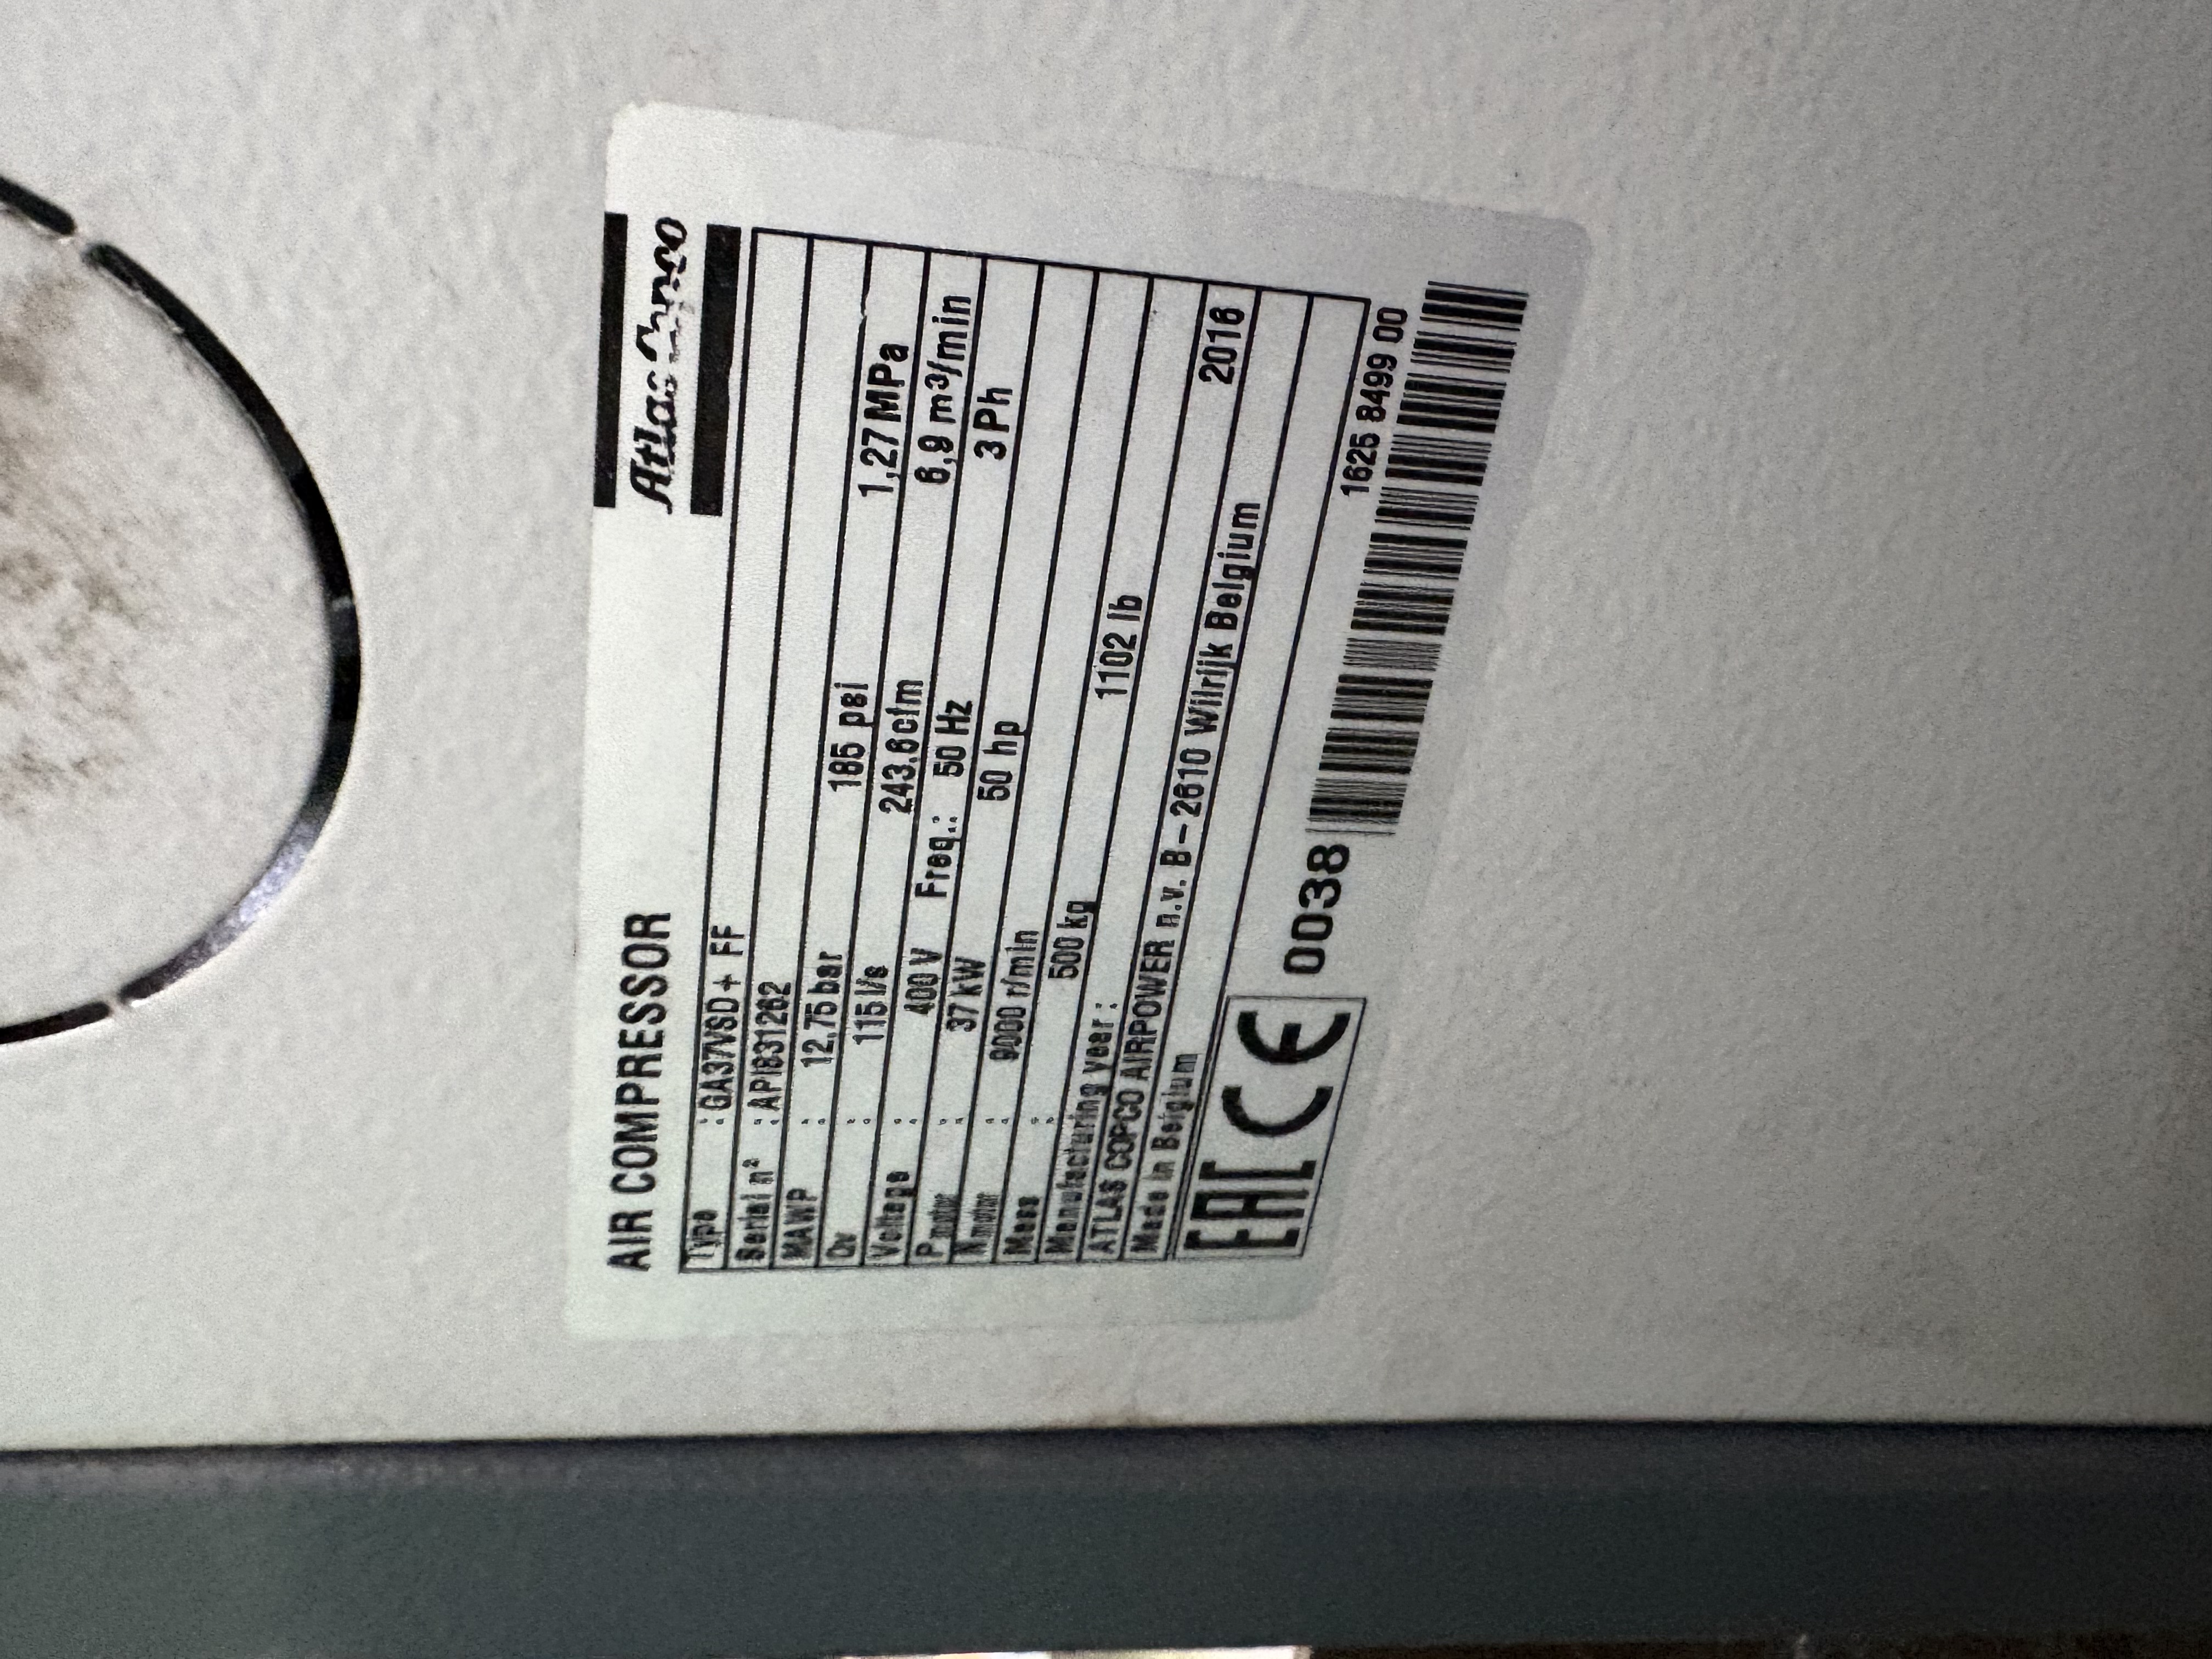 AIR COMPRESSOR
Atlas Copco
Type : GA37VSD+ FF
Serial nº : API831262
MAWP : 12,75 bar 185 psi 1,27 MPa
Qv : 115 l/s 243,6cfm 6,9 m³/min
Voltage : 400 V Freq.: 50 Hz 3 Ph
P motor : 37 kW 50 hp
N motor : 9000 r/min
Mass : 500 kg 1102 lb
Manufacturing year : 2016
ATLAS COPCO AIRPOWER n.v. B-2610 Wilrijk Belgium
Made in Belgium
EAC CE 0038
1625 8499 00